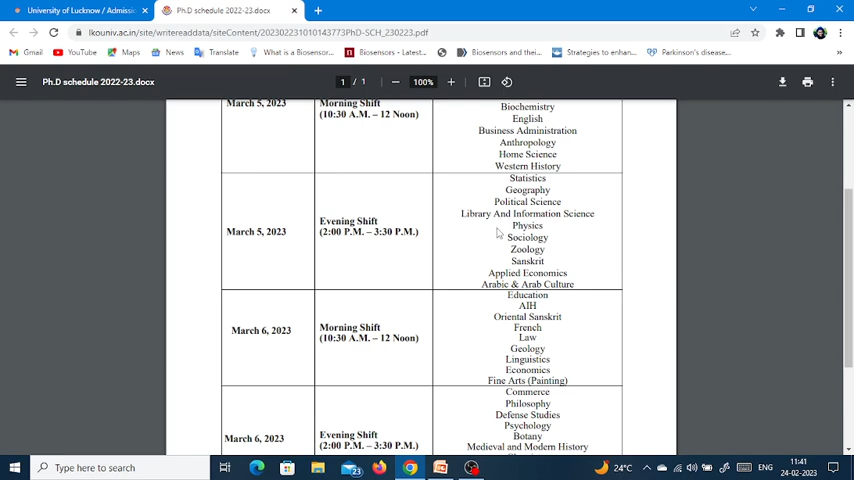 University of Lucknow / Admissi
Ph.D schedule 2022-23.docx
lkouniv.ac.in/site/writereaddata/siteContent/202302231010143773PhD-SCH_230223.pdf
Gmail
YouTube
Maps
News
Translate
What is a Biosensor...
Biosensors - Latest...
Biosensors and thei...
Strategies to enhan...
Parkinson's disease...
Ph.D schedule 2022-23.docx
1 / 1
100%
March 5, 2023
Morning Shift
(10:30 A.M. – 12 Noon)
Biochemistry
English
Business Administration
Anthropology
Home Science
Western History
March 5, 2023
Evening Shift
(2:00 P.M. – 3:30 P.M.)
Statistics
Geography
Political Science
Library And Information Science
Physics
Sociology
Zoology
Sanskrit
Applied Economics
Arabic & Arab Culture
March 6, 2023
Morning Shift
(10:30 A.M. – 12 Noon)
Education
AIH
Oriental Sanskrit
French
Law
Geology
Linguistics
Economics
Fine Arts (Painting)
March 6, 2023
Evening Shift
(2:00 P.M. – 3:30 P.M.)
Commerce
Philosophy
Defense Studies
Psychology
Botany
Medieval and Modern History
Type here to search
23
24°C
ENG
11:41
24-02-2023